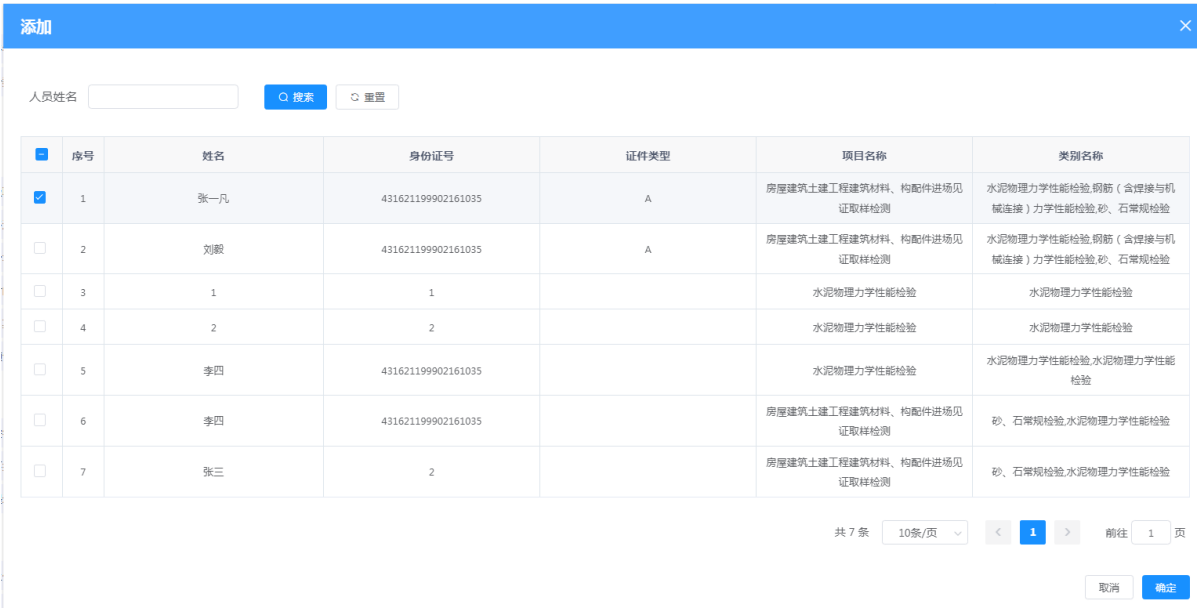 添加
人员姓名 搜索 重置
序号 姓名 身份证号 证件类型 项目名称 类别名称
1 张一凡 431621199902161035 A 房屋建筑土建工程建筑材料、构配件进场见 水泥物理力学性能检验,钢筋（含焊接与机
证取样检测 械连接）力学性能检验,砂、石常规检验
2 刘毅 431621199902161035 A 房屋建筑土建工程建筑材料、构配件进场见 水泥物理力学性能检验,钢筋（含焊接与机
证取样检测 械连接）力学性能检验,砂、石常规检验
3 1 1 水泥物理力学性能检验 水泥物理力学性能检验
4 2 2 水泥物理力学性能检验 水泥物理力学性能检验
5 李四 431621199902161035 水泥物理力学性能检验 水泥物理力学性能检验,水泥物理力学性能
检验
6 李四 431621199902161035 房屋建筑土建工程建筑材料、构配件进场见 砂、石常规检验,水泥物理力学性能检验
证取样检测
7 张三 2 房屋建筑土建工程建筑材料、构配件进场见 砂、石常规检验,水泥物理力学性能检验
证取样检测
共 7 条 10条/页 1 前往 1 页
取消 确定